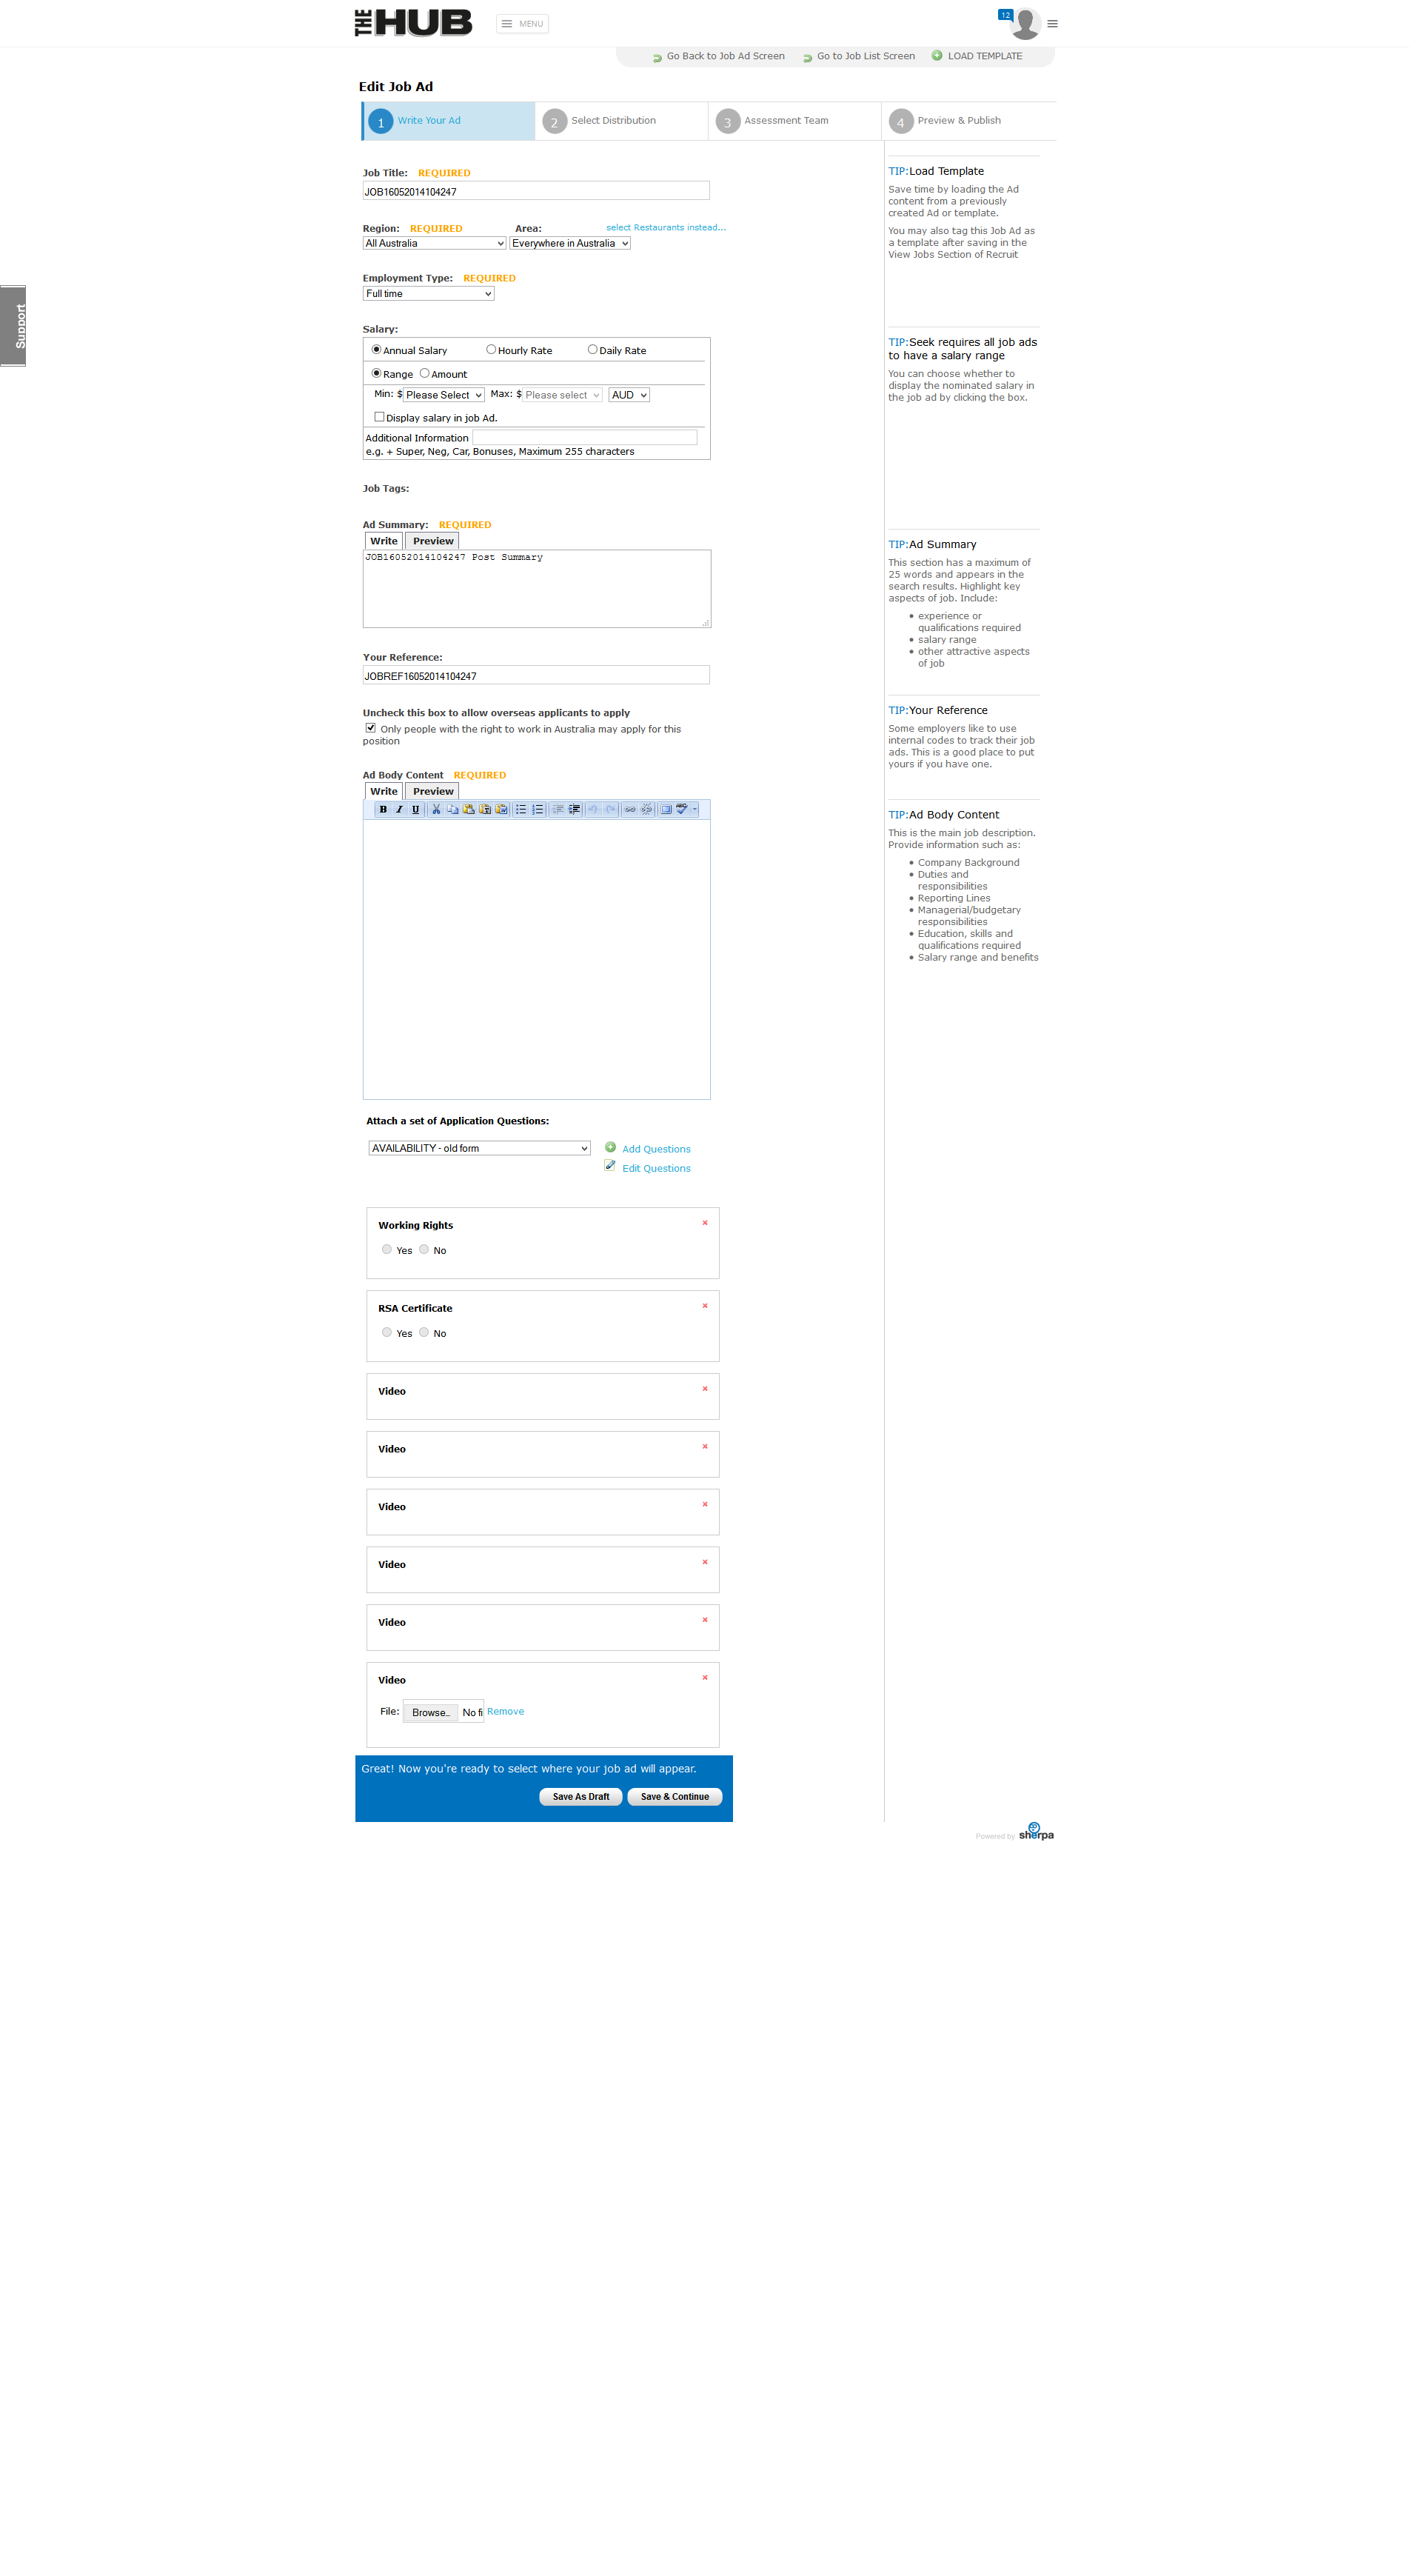 THE HUB
MENU
12
Go Back to Job Ad Screen Go to Job List Screen LOAD TEMPLATE
Edit Job Ad
1 Write Your Ad 2 Select Distribution 3 Assessment Team 4 Preview & Publish
Job Title: REQUIRED
JOB16052014104247
Region: REQUIRED Area: select Restaurants instead...
All Australia Everywhere in Australia
Employment Type: REQUIRED
Full time
Support
Salary:
Annual Salary Hourly Rate Daily Rate
Range Amount
Min: $ Please Select Max: $ Please select AUD
Display salary in job Ad.
Additional Information
e.g. + Super, Neg, Car, Bonuses, Maximum 255 characters
Job Tags:
Ad Summary: REQUIRED
Write Preview
JOB16052014104247 Post Summary
Your Reference:
JOBREF16052014104247
Uncheck this box to allow overseas applicants to apply
Only people with the right to work in Australia may apply for this
position
Ad Body Content REQUIRED
Write Preview
B I U
Attach a set of Application Questions:
AVAILABILITY - old form
Add Questions
Edit Questions
Working Rights
Yes No
RSA Certificate
Yes No
Video
Video
Video
Video
Video
Video
File: Browse.. No fi Remove
Great! Now you're ready to select where your job ad will appear.
Save As Draft Save & Continue
TIP:Load Template
Save time by loading the Ad
content from a previously
created Ad or template.
You may also tag this Job Ad as
a template after saving in the
View Jobs Section of Recruit
TIP:Seek requires all job ads
to have a salary range
You can choose whether to
display the nominated salary in
the job ad by clicking the box.
TIP:Ad Summary
This section has a maximum of
25 words and appears in the
search results. Highlight key
aspects of job. Include:
experience or
qualifications required
salary range
other attractive aspects
of job
TIP:Your Reference
Some employers like to use
internal codes to track their job
ads. This is a good place to put
yours if you have one.
TIP:Ad Body Content
This is the main job description.
Provide information such as:
Company Background
Duties and
responsibilities
Reporting Lines
Managerial/budgetary
responsibilities
Education, skills and
qualifications required
Salary range and benefits
Powered by sherpa